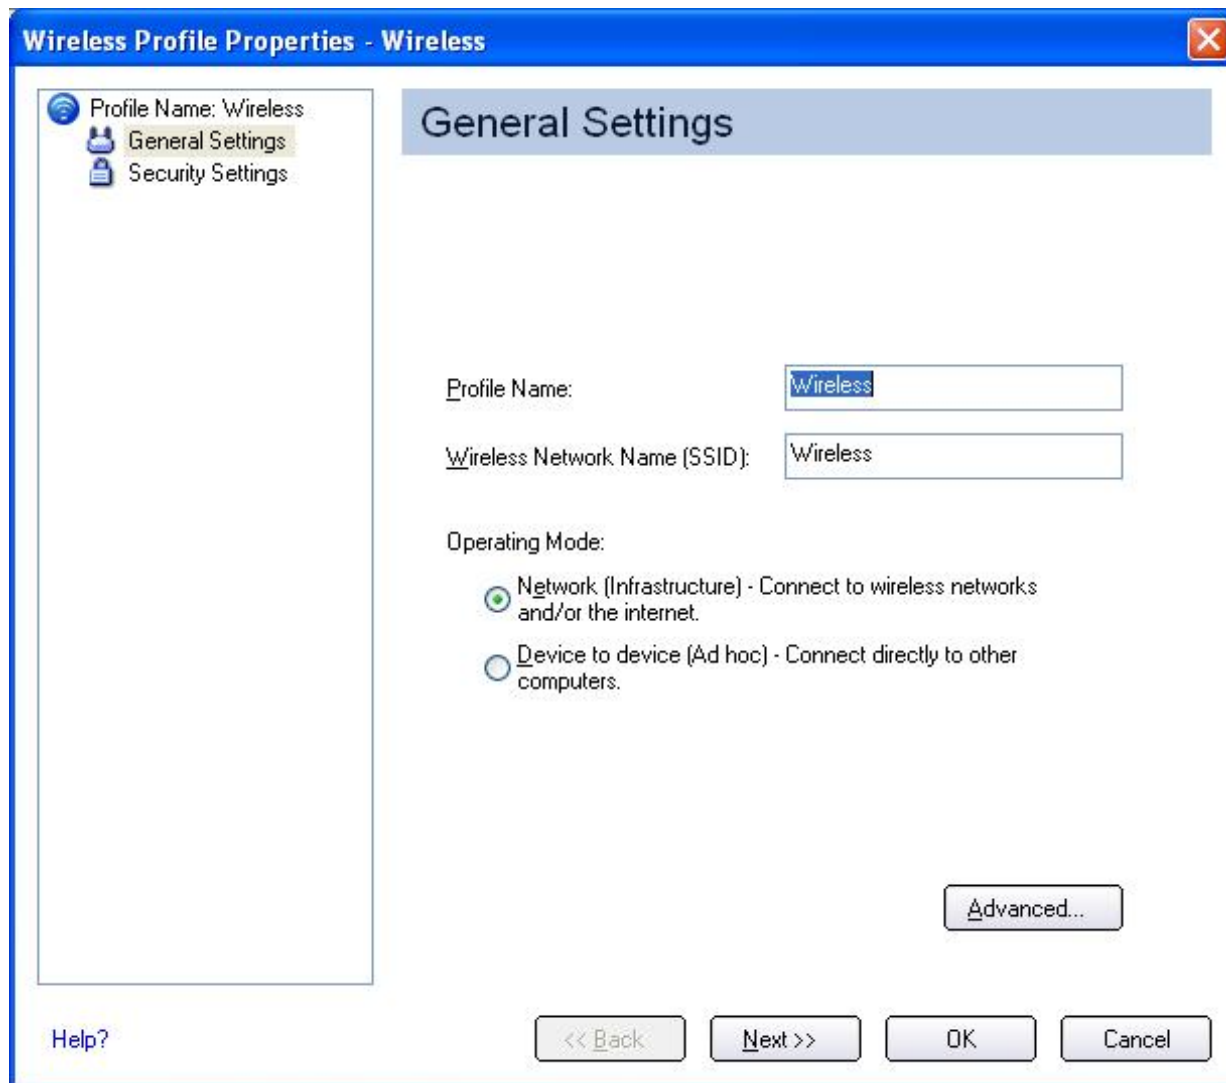 Wireless Profile Properties - Wireless
Profile Name: Wireless
General Settings
Security Settings
General Settings
Profile Name:
Wireless
Wireless Network Name (SSID):
Wireless
Operating Mode:
Network (Infrastructure) - Connect to wireless networks
and/or the internet.
Device to device (Ad hoc) - Connect directly to other
computers.
Advanced...
Help?
<< Back
Next >>
OK
Cancel